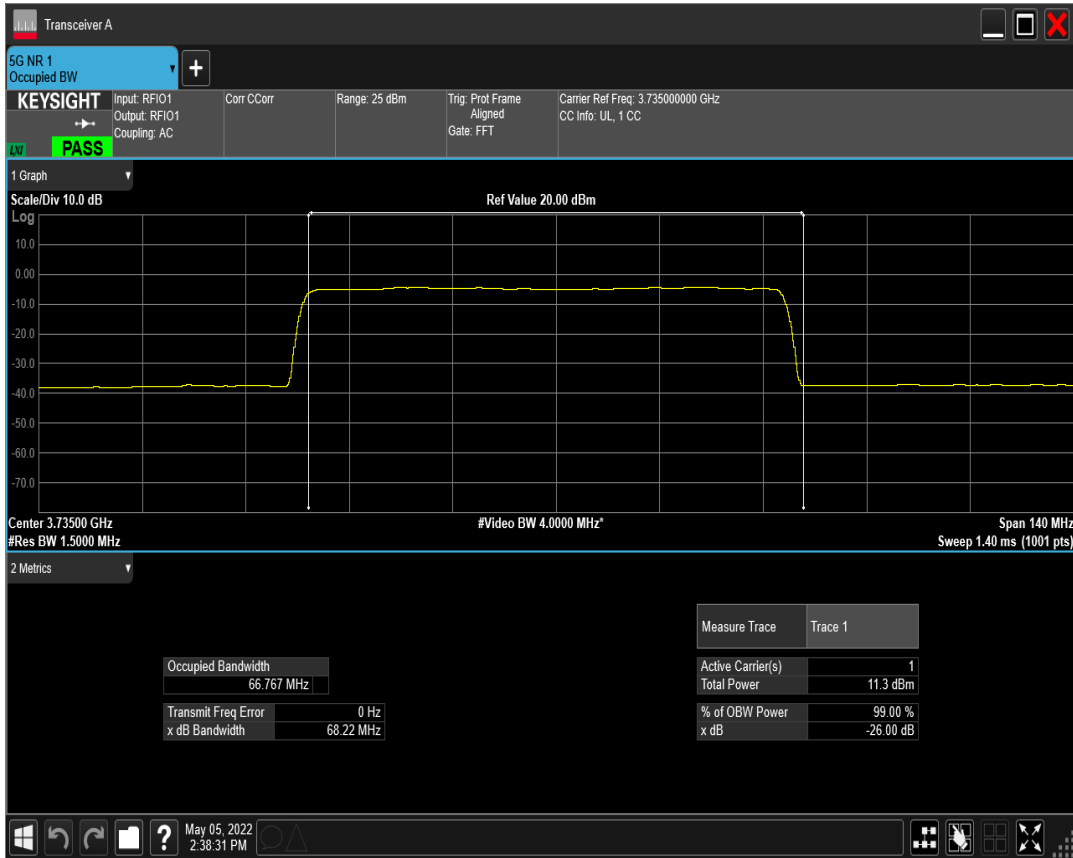 Transceiver A
5G NR 1
Occupied BW
KEYSIGHT
Input: RFIO1
Output: RFIO1
Coupling: AC
Corr CCorr
Range: 25 dBm
Trig: Prot Frame
Aligned
Gate: FFT
Carrier Ref Freq: 3.735000000 GHz
CC Info: UL, 1 CC
LXI
PASS
1 Graph
Scale/Div 10.0 dB
Ref Value 20.00 dBm
Log
10.0
0.00
-10.0
-20.0
-30.0
-40.0
-50.0
-60.0
-70.0
Center 3.73500 GHz
#Video BW 4.0000 MHz*
Span 140 MHz
#Res BW 1.5000 MHz
Sweep 1.40 ms (1001 pts)
2 Metrics
Measure Trace Trace 1
Occupied Bandwidth
66.767 MHz
Active Carrier(s) 1
Total Power 11.3 dBm
Transmit Freq Error 0 Hz
x dB Bandwidth 68.22 MHz
% of OBW Power 99.00 %
x dB -26.00 dB
?
May 05, 2022
2:38:31 PM